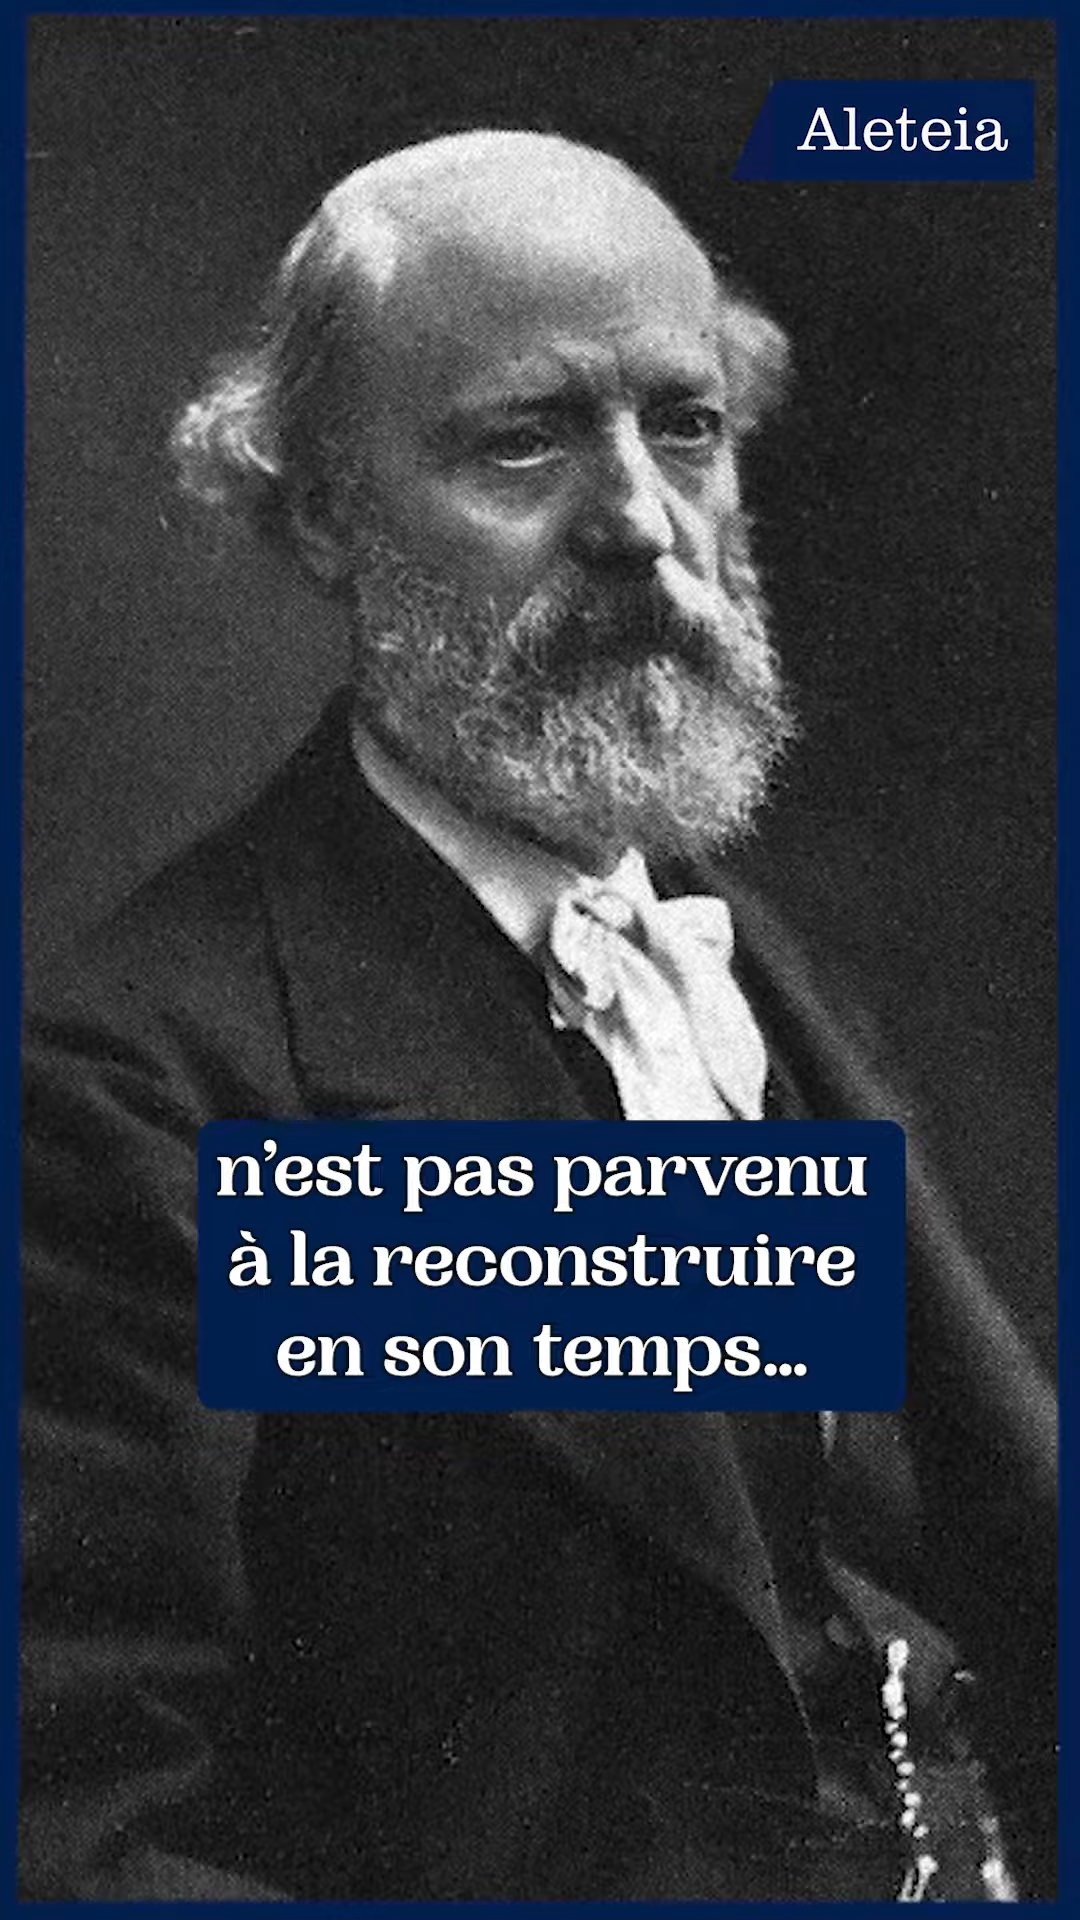 Aleteia
n’est pas parvenu
à la reconstruire
en son temps...